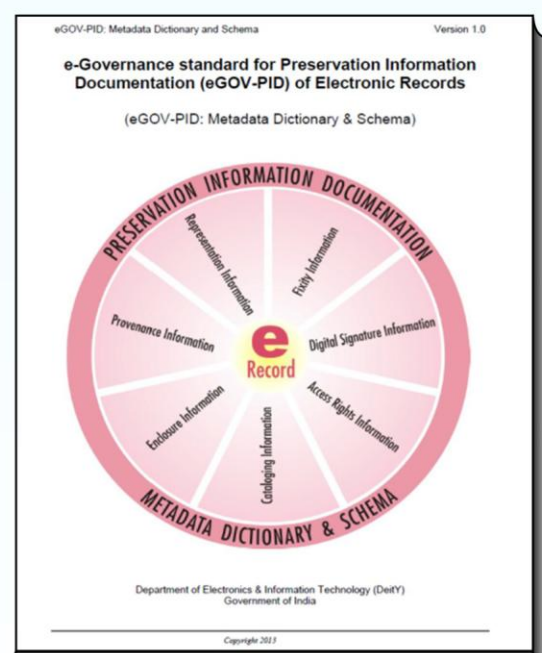 eGOV-PID: Metadata Dictionary and Schema
Version 1.0
e-Governance standard for Preservation Information
Documentation (eGOV-PID) of Electronic Records
(eGOV-PID: Metadata Dictionary & Schema)
PRESERVATION INFORMATION DOCUMENTATION
Representation Information
Fixity Information
Provenance Information
Digital Signature Information
e
Record
Enclosure Information
Access Rights Information
Cataloging Information
METADATA DICTIONARY & SCHEMA
Department of Electronics & Information Technology (DeitY)
Government of India
Copyright 2013